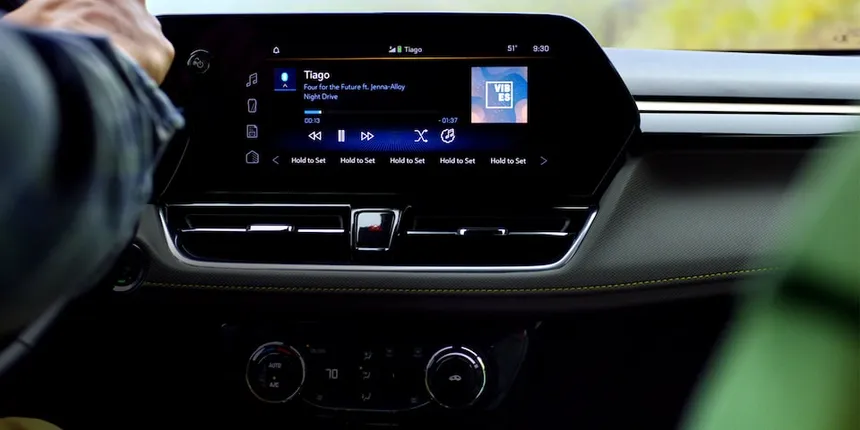 Tiago 51° 9:30
Tiago
Four for the Future ft. Jenna-Alloy
Night Drive
VIB
ES
00:13 - 01:37
Hold to Set Hold to Set Hold to Set Hold to Set Hold to Set
AUTO
A/C
70